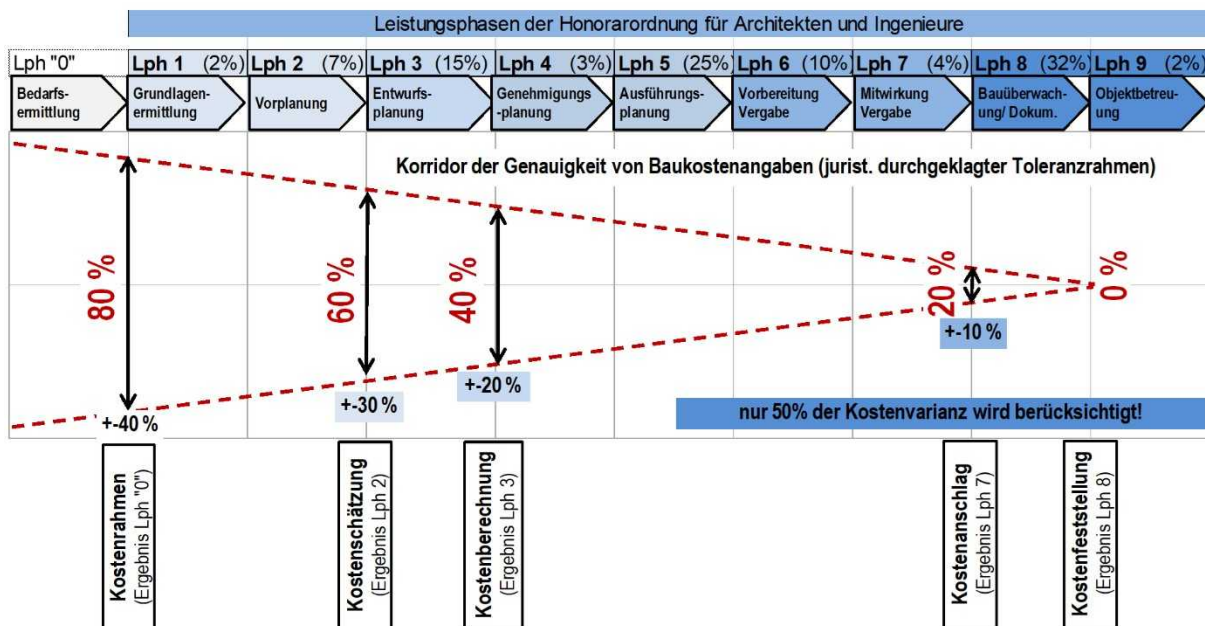 Leistungsphasen der Honorarordnung für Architekten und Ingenieure
Lph "0"
Lph 1 (2%)
Lph 2 (7%)
Lph 3 (15%)
Lph 4 (3%)
Lph 5 (25%)
Lph 6 (10%)
Lph 7 (4%)
Lph 8 (32%)
Lph 9 (2%)
Bedarfs-
ermittlung
Grundlagen-
ermittlung
Vorplanung
Entwurfs-
planung
Genehmigungs
-planung
Ausführungs-
planung
Vorbereitung
Vergabe
Mitwirkung
Vergabe
Bauüberwach-
ung/ Dokum.
Objektbetre-
uung
Korridor der Genauigkeit von Baukostenangaben (jurist. durchgeklagter Toleranzrahmen)
80 %
60 %
40 %
20 %
0 %
+-40 %
+-30 %
+-20 %
+-10 %
nur 50% der Kostenvarianz wird berücksichtigt!
Kostenrahmen
(Ergebnis Lph "0")
Kostenschätzung
(Ergebnis Lph 2)
Kostenberechnung
(Ergebnis Lph 3)
Kostenanschlag
(Ergebnis Lph 7)
Kostenfeststellung
(Ergebnis Lph 8)